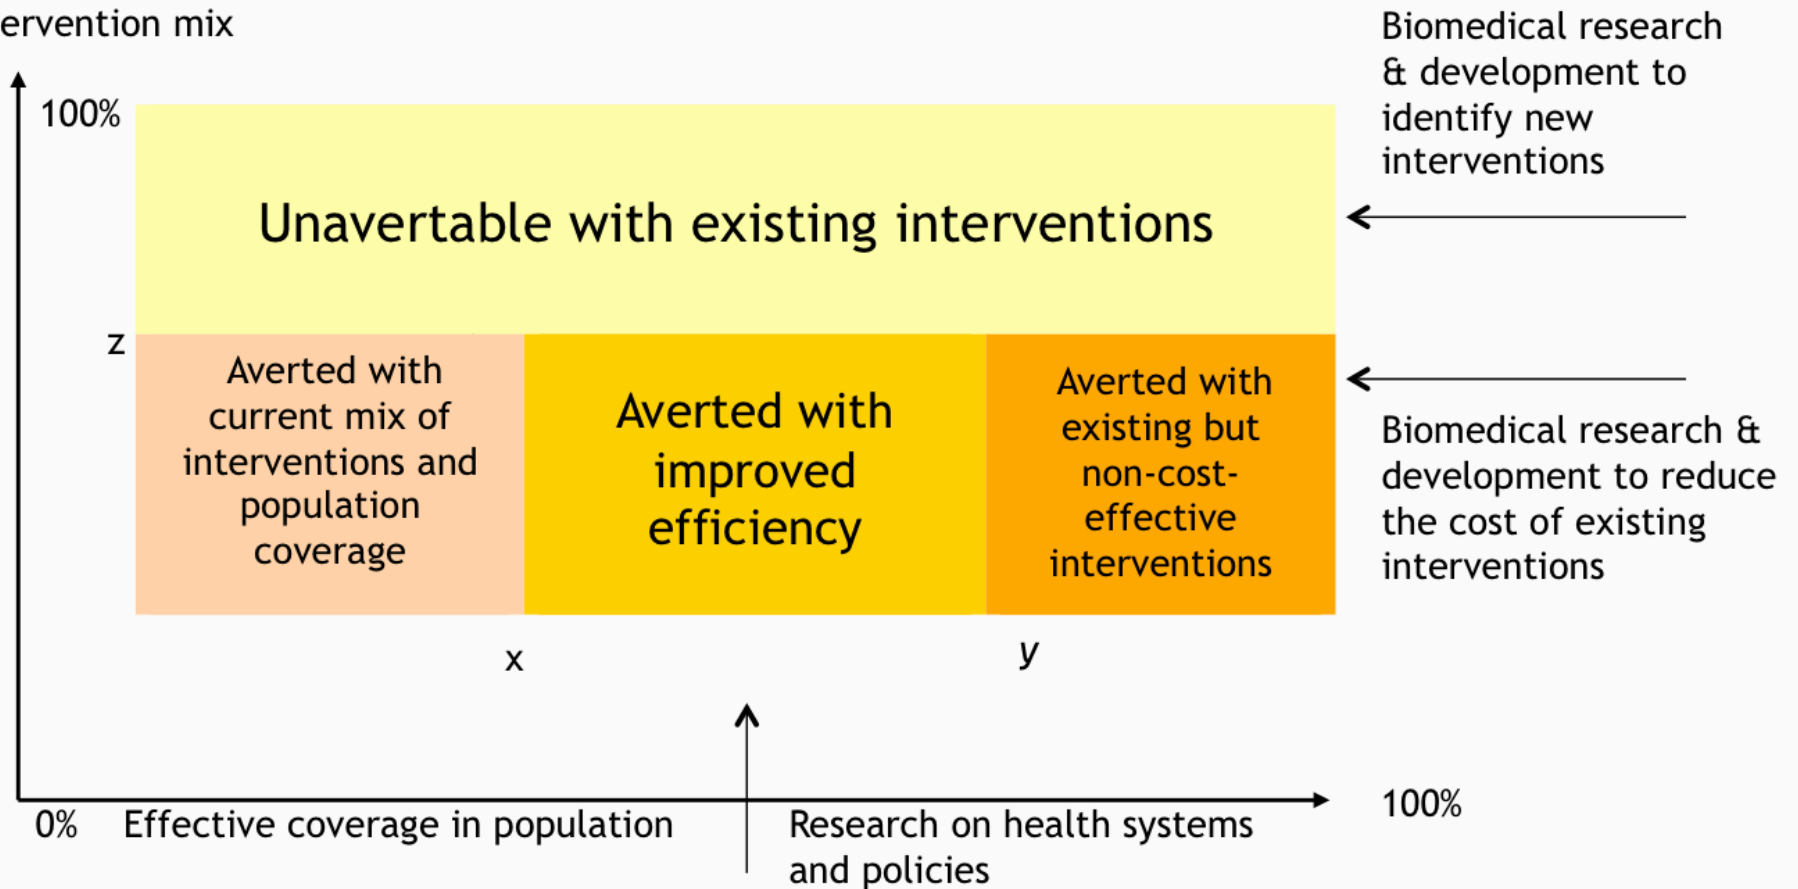 ervention mix
100%
Unavertable with existing interventions
Biomedical research
& development to
identify new
interventions
z
Averted with
current mix of
interventions and
population
coverage
Averted with
improved
efficiency
Averted with
existing but
non-cost-
effective
interventions
Biomedical research &
development to reduce
the cost of existing
interventions
x
y
0%
Effective coverage in population
Research on health systems
and policies
100%